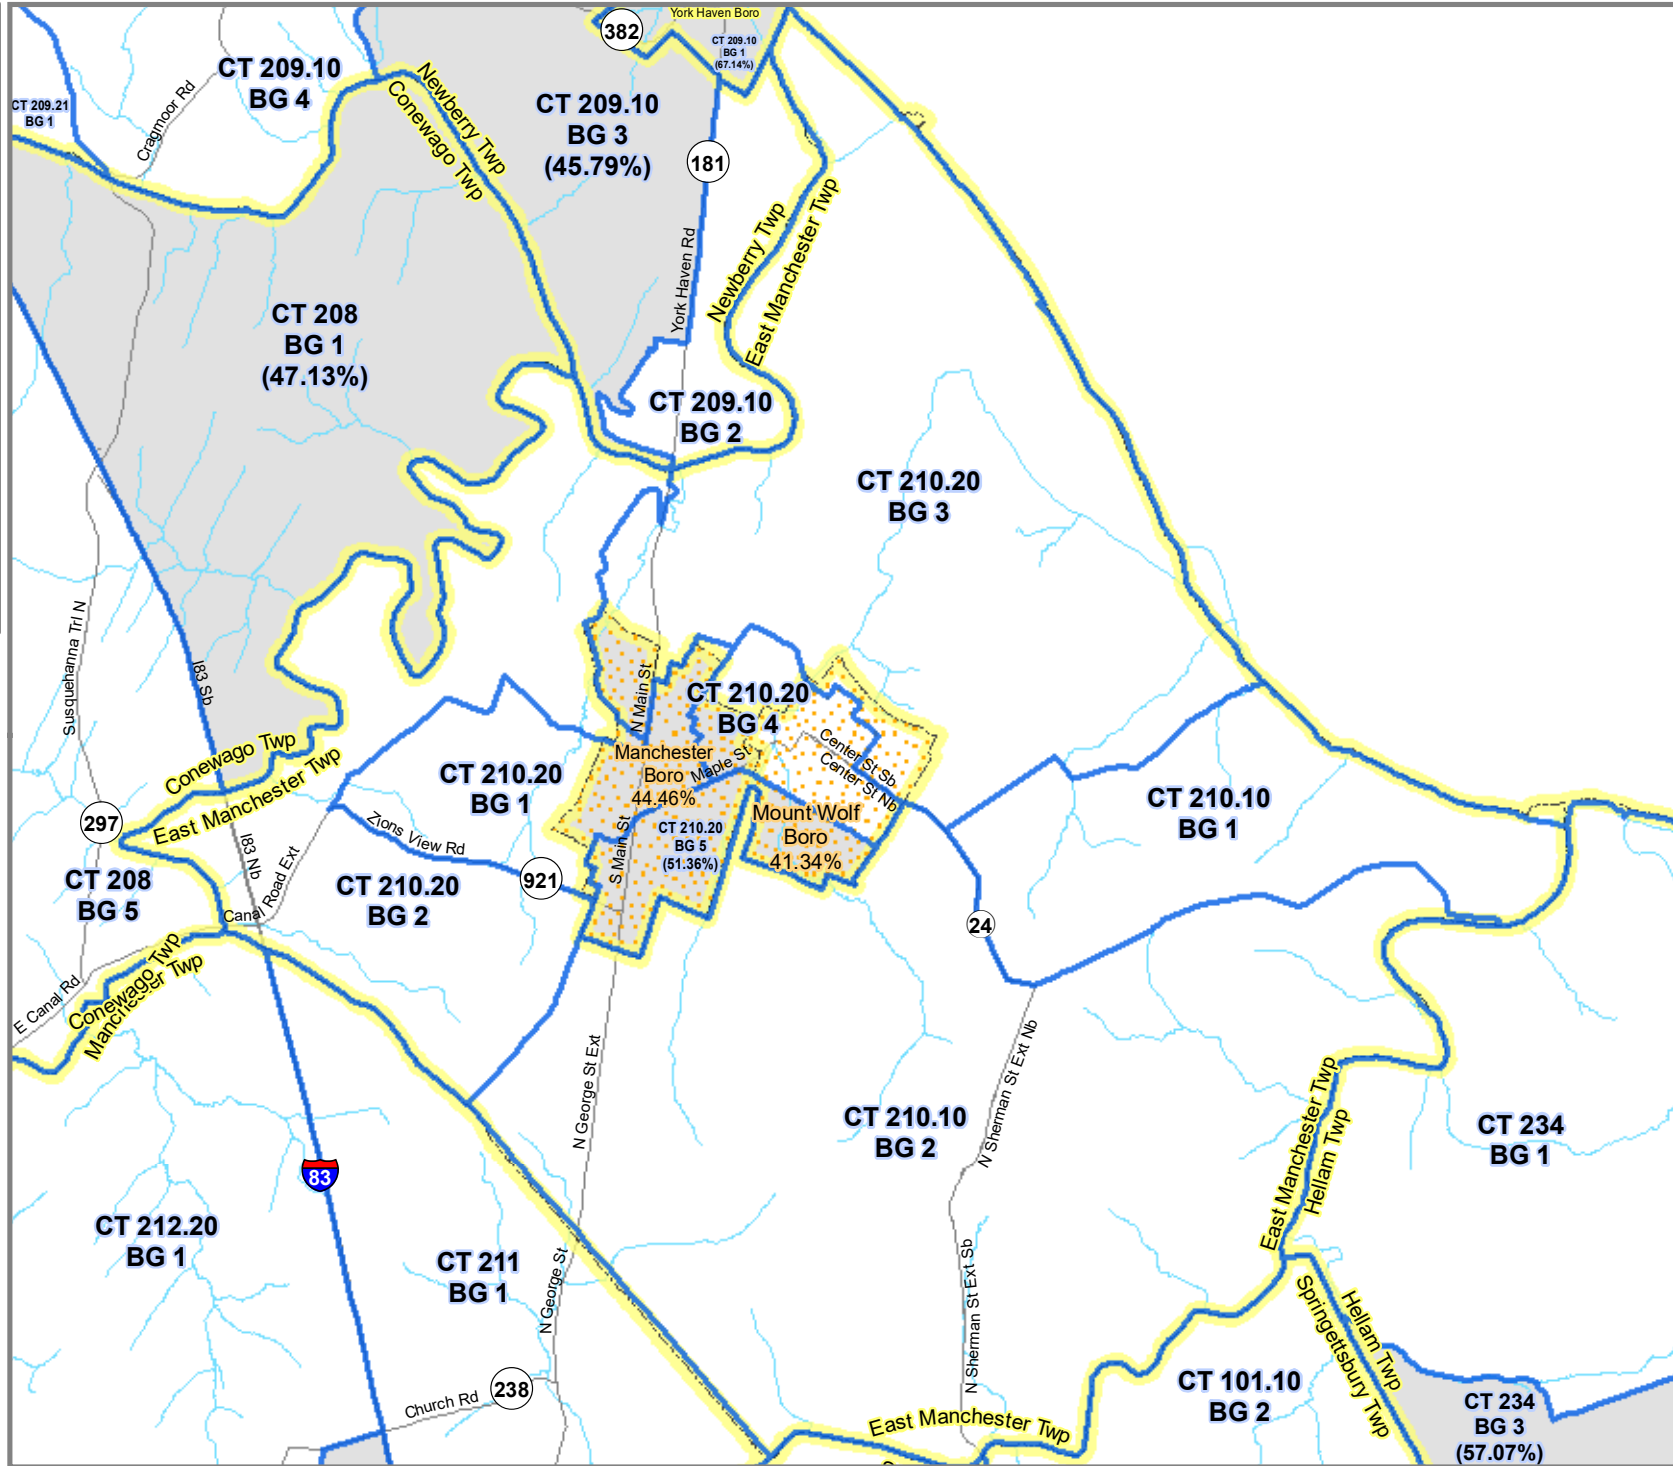 York Haven Boro
382
CT 209.10
BG 1
(67.14%)
CT 209.10
BG 4
Cragmoor Rd
CT 209.21
BG 1
Newberry Twp
Conewago Twp
CT 209.10
BG 3
(45.79%)
181
York Haven Rd
Newberry Twp
East Manchester Twp
CT 208
BG 1
(47.13%)
CT 209.10
BG 2
CT 210.20
BG 3
Susquehanna Trl N
I83 Sb
N Main St
CT 210.20
BG 4
Manchester
Boro
44.46%
Maple St
Center St Sb
Center St Nb
Conewago Twp
East Manchester Twp
CT 210.20
BG 1
Mount Wolf
Boro
41.34%
CT 210.10
BG 1
297
I83 Nb
Zions View Rd
S Main St
CT 210.20
BG 5
(51.36%)
921
CT 208
BG 5
CT 210.20
BG 2
Canal Road Ext
24
Conewago Twp
Manchester Twp
E Canal Rd
N George St Ext
N Sherman St Ext Nb
CT 210.10
BG 2
East Manchester Twp
Hellam Twp
CT 234
BG 1
83
CT 212.20
BG 1
CT 211
BG 1
N George St
N Sherman St Ext Sb
Hellam Twp
Springettsbury Twp
238
Church Rd
CT 101.10
BG 2
East Manchester Twp
CT 234
BG 3
(57.07%)